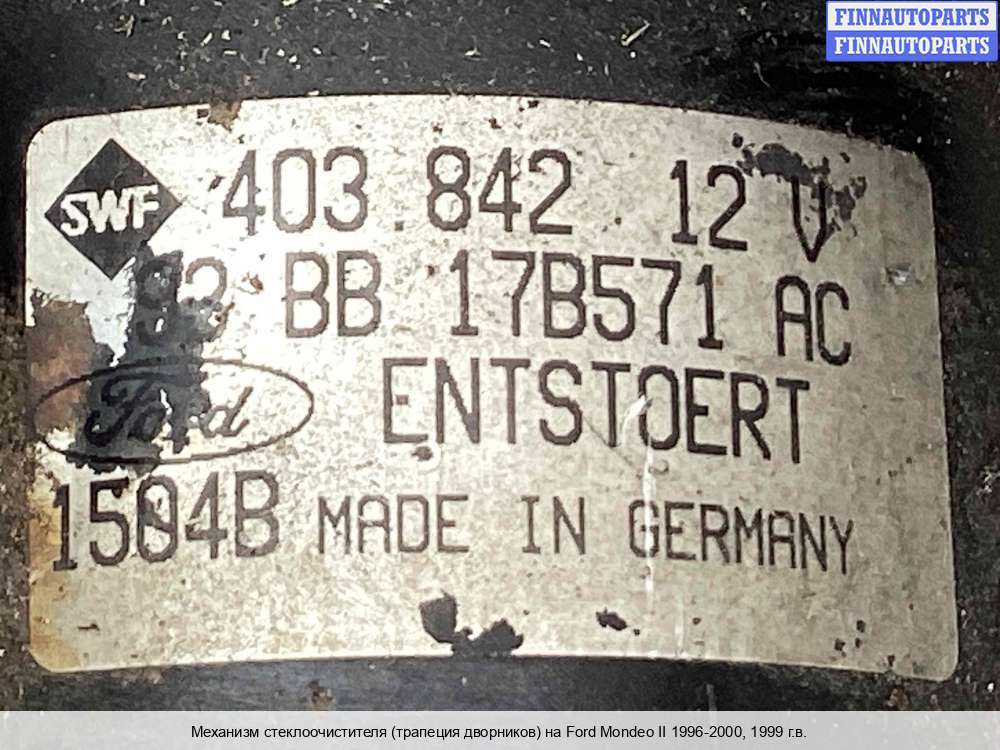 FINNAUTOPARTS
FINNAUTOPARTS
SWF 403.842 12 V
93 BB 17B571 AC
Ford ENTSTOERT
1504B MADE IN GERMANY
Механизм стеклоочистителя (трапеция дворников) на Ford Mondeo II 1996-2000, 1999 г.в.